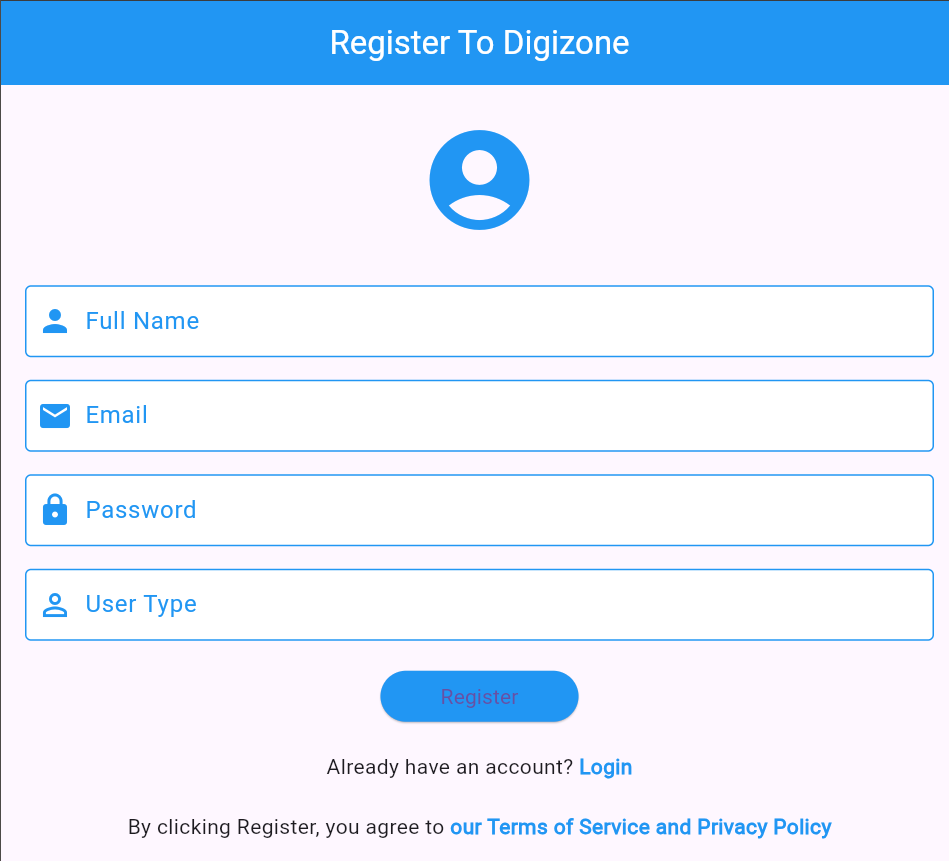 Register To Digizone
Full Name
Email
Password
User Type
Register
Already have an account? Login
By clicking Register, you agree to our Terms of Service and Privacy Policy